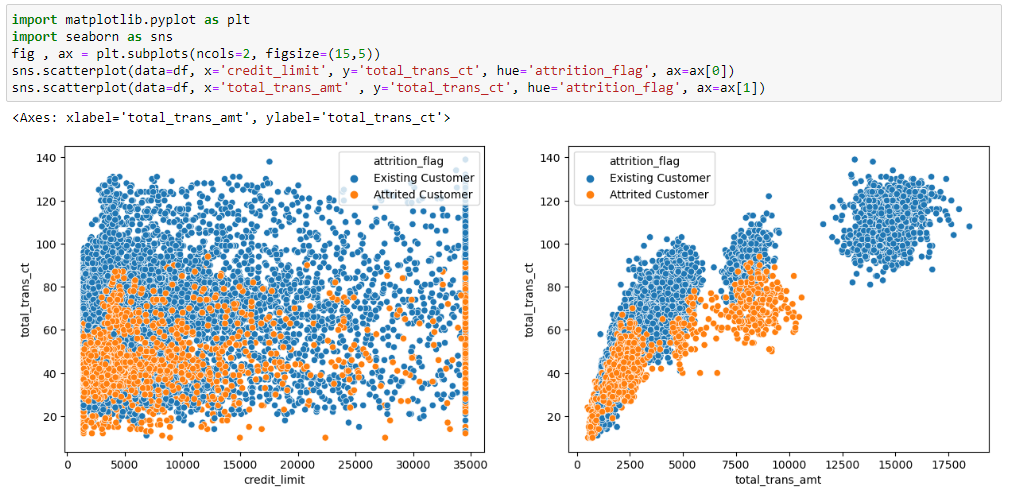 import matplotlib.pyplot as plt
import seaborn as sns
fig , ax = plt.subplots(ncols=2, figsize=(15,5))
sns.scatterplot(data=df, x='credit_limit', y='total_trans_ct', hue='attrition_flag', ax=ax[0])
sns.scatterplot(data=df, x='total_trans_amt' , y='total_trans_ct', hue='attrition_flag', ax=ax[1])
<Axes: xlabel='total_trans_amt', ylabel='total_trans_ct'>
attrition_flag
Existing Customer
Attrited Customer
140
120
100
80
60
40
20
total_trans_ct
0 5000 10000 15000 20000 25000 30000 35000
credit_limit
attrition_flag
Existing Customer
Attrited Customer
140
120
100
80
60
40
20
total_trans_ct
0 2500 5000 7500 10000 12500 15000 17500
total_trans_amt